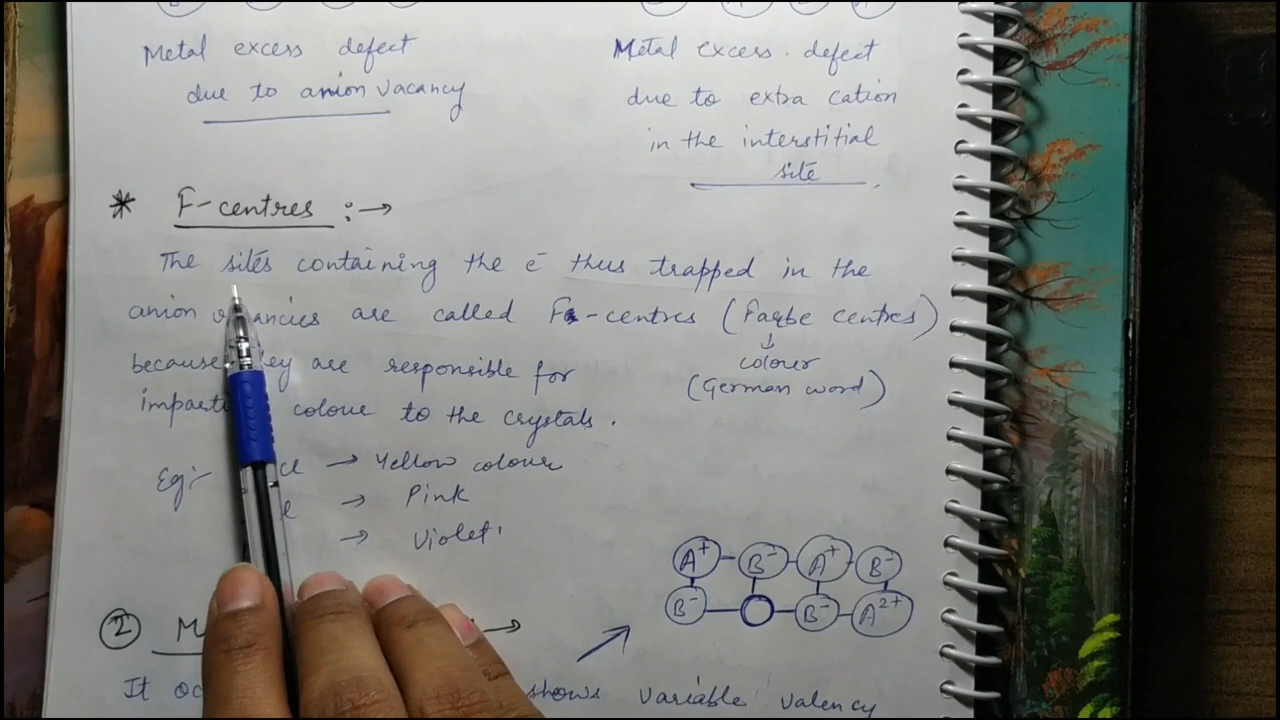 Metal excess defect
due to anion vacancy
Metal excess defect
due to extra cation
in the interstitial
site
* F-centres :→
The sites containing the e⁻ thus trapped in the
anion vacancies are called F-centres (Farbe centres)
↓
colour
(German word)
because they are responsible for
colour to the crystals.
Eg:- → Yellow colour
→ Pink
→ Violet
A⁺ B⁻ A⁺ B⁻
B⁻ B⁻ A²⁺
② →
It shows variable valency